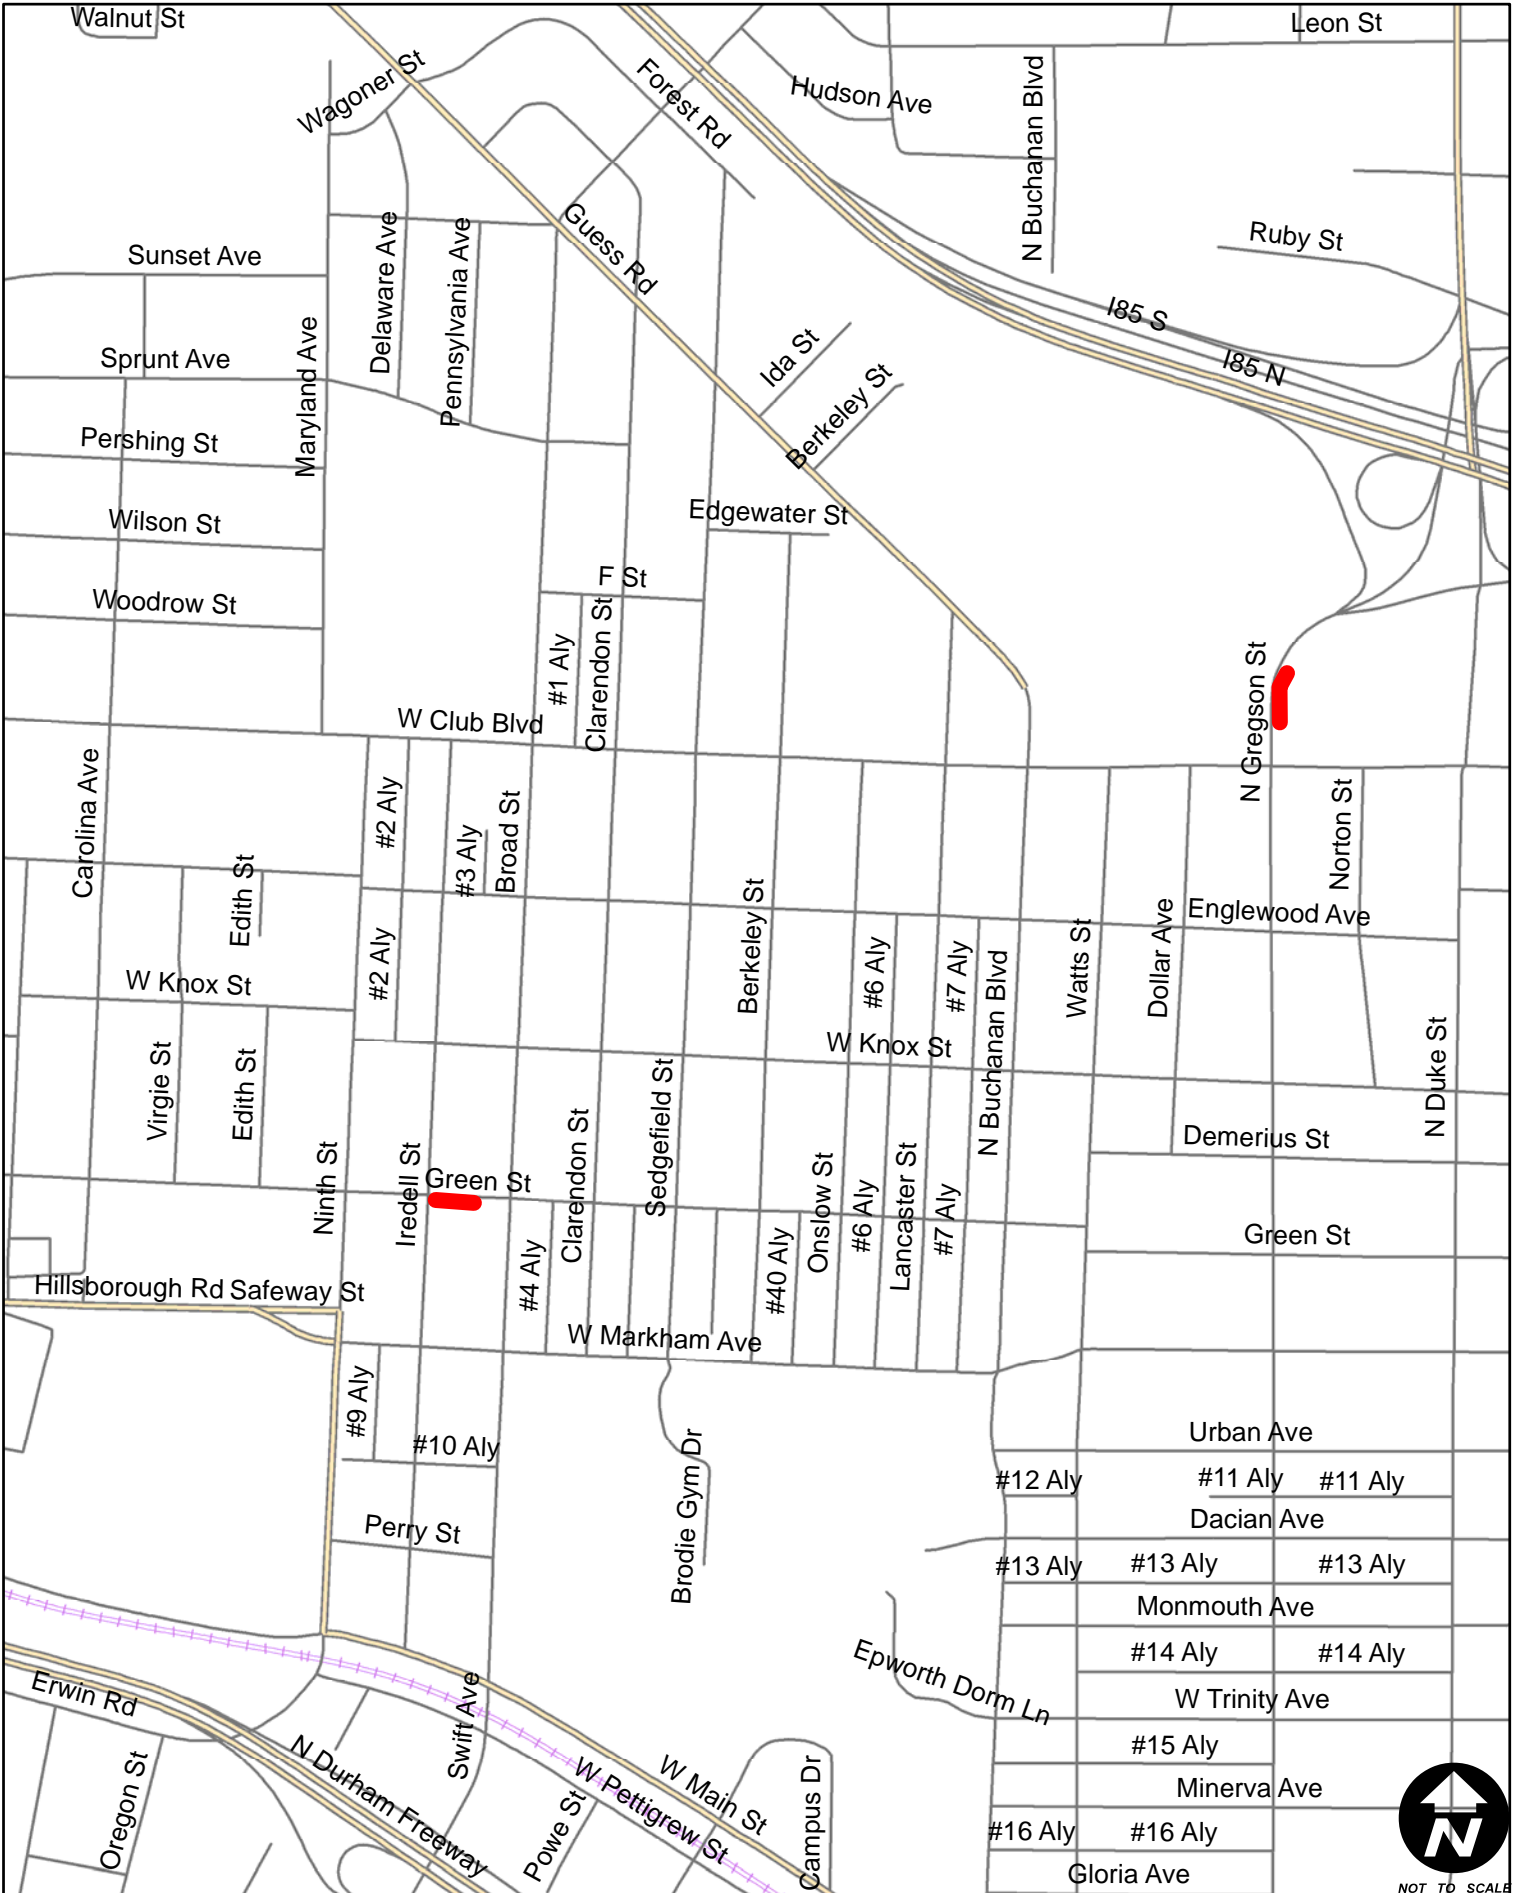 Walnut St
Leon St
Wagoner St
Forest Rd
Hudson Ave
N Buchanan Blvd
Guess Rd
Ruby St
Sunset Ave
Delaware Ave
Pennsylvania Ave
I85 S
I85 N
Sprunt Ave
Maryland Ave
Ida St
Berkeley St
Pershing St
Wilson St
Edgewater St
F St
Woodrow St
#1 Aly
Clarendon St
N Gregson St
W Club Blvd
Carolina Ave
#2 Aly
#3 Aly
Broad St
Norton St
Edith St
Berkeley St
Englewood Ave
#2 Aly
#6 Aly
#7 Aly
N Buchanan Blvd
Watts St
Dollar Ave
W Knox St
W Knox St
Virgie St
Edith St
Sedgefield St
N Duke St
Clarendon St
Demerius St
Ninth St
Iredell St
Green St
Onslow St
#6 Aly
Lancaster St
#7 Aly
Green St
#4 Aly
#40 Aly
Hillsborough Rd
Safeway St
W Markham Ave
#9 Aly
#10 Aly
Brodie Gym Dr
Urban Ave
#12 Aly
#11 Aly
#11 Aly
Perry St
Dacian Ave
#13 Aly
#13 Aly
#13 Aly
Monmouth Ave
Epworth Dorm Ln
#14 Aly
#14 Aly
Erwin Rd
Swift Ave
W Trinity Ave
#15 Aly
Oregon St
N Durham Freeway
W Main St
W Pettigrew St
Powe St
Campus Dr
Minerva Ave
#16 Aly
#16 Aly
Gloria Ave
N
NOT TO SCALE